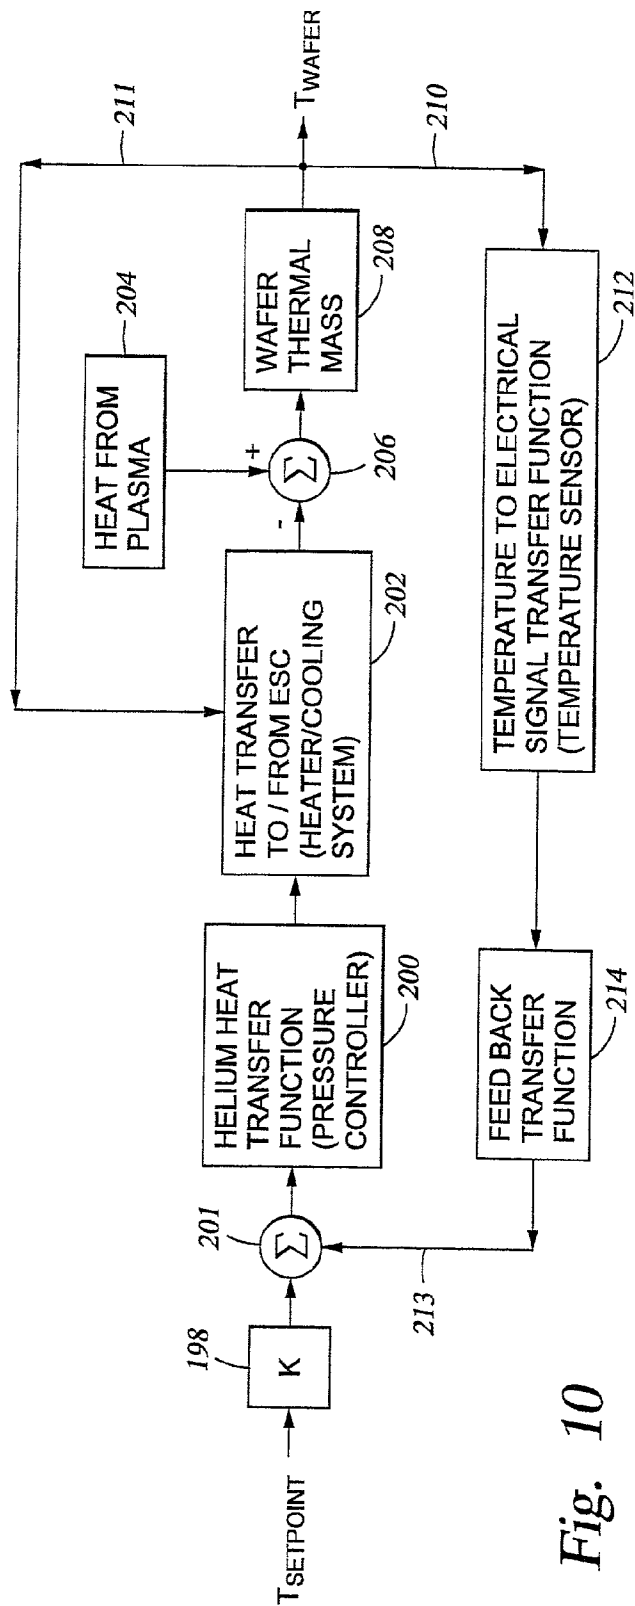 T_SETPOINT
198
K
201
Σ
213
HELIUM HEAT
TRANSFER
FUNCTION
(PRESSURE
CONTROLLER)
200
HEAT TRANSFER
TO / FROM ESC
(HEATER/COOLING
SYSTEM)
202
HEAT FROM
PLASMA
204
+
-
Σ
206
WAFER
THERMAL
MASS
208
211
T_WAFER
210
TEMPERATURE TO ELECTRICAL
SIGNAL TRANSFER FUNCTION
(TEMPERATURE SENSOR)
212
FEED BACK
TRANSFER
FUNCTION
214
Fig. 10